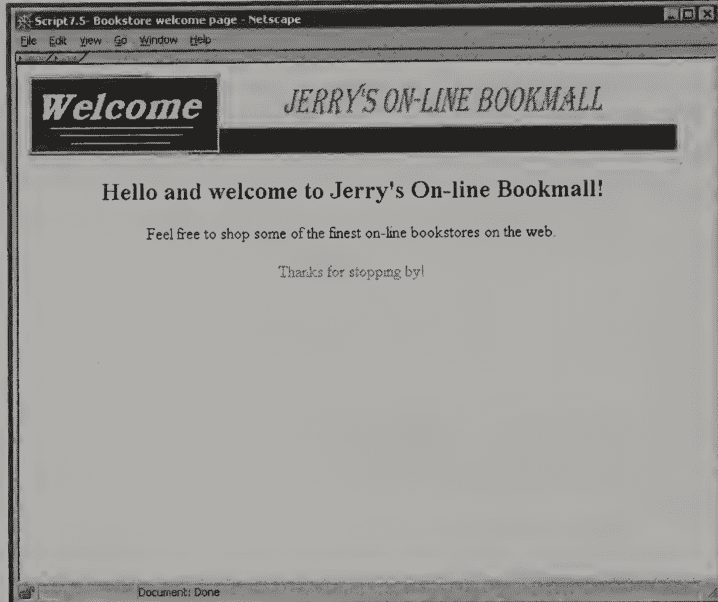 Script 7.5- Bookstore welcome page - Netscape
File Edit View Go Window Help
Welcome
JERRY'S ON-LINE BOOKMALL
Hello and welcome to Jerry's On-line Bookmall!
Feel free to shop some of the finest on-line bookstores on the web.
Thanks for stopping by!
Document: Done